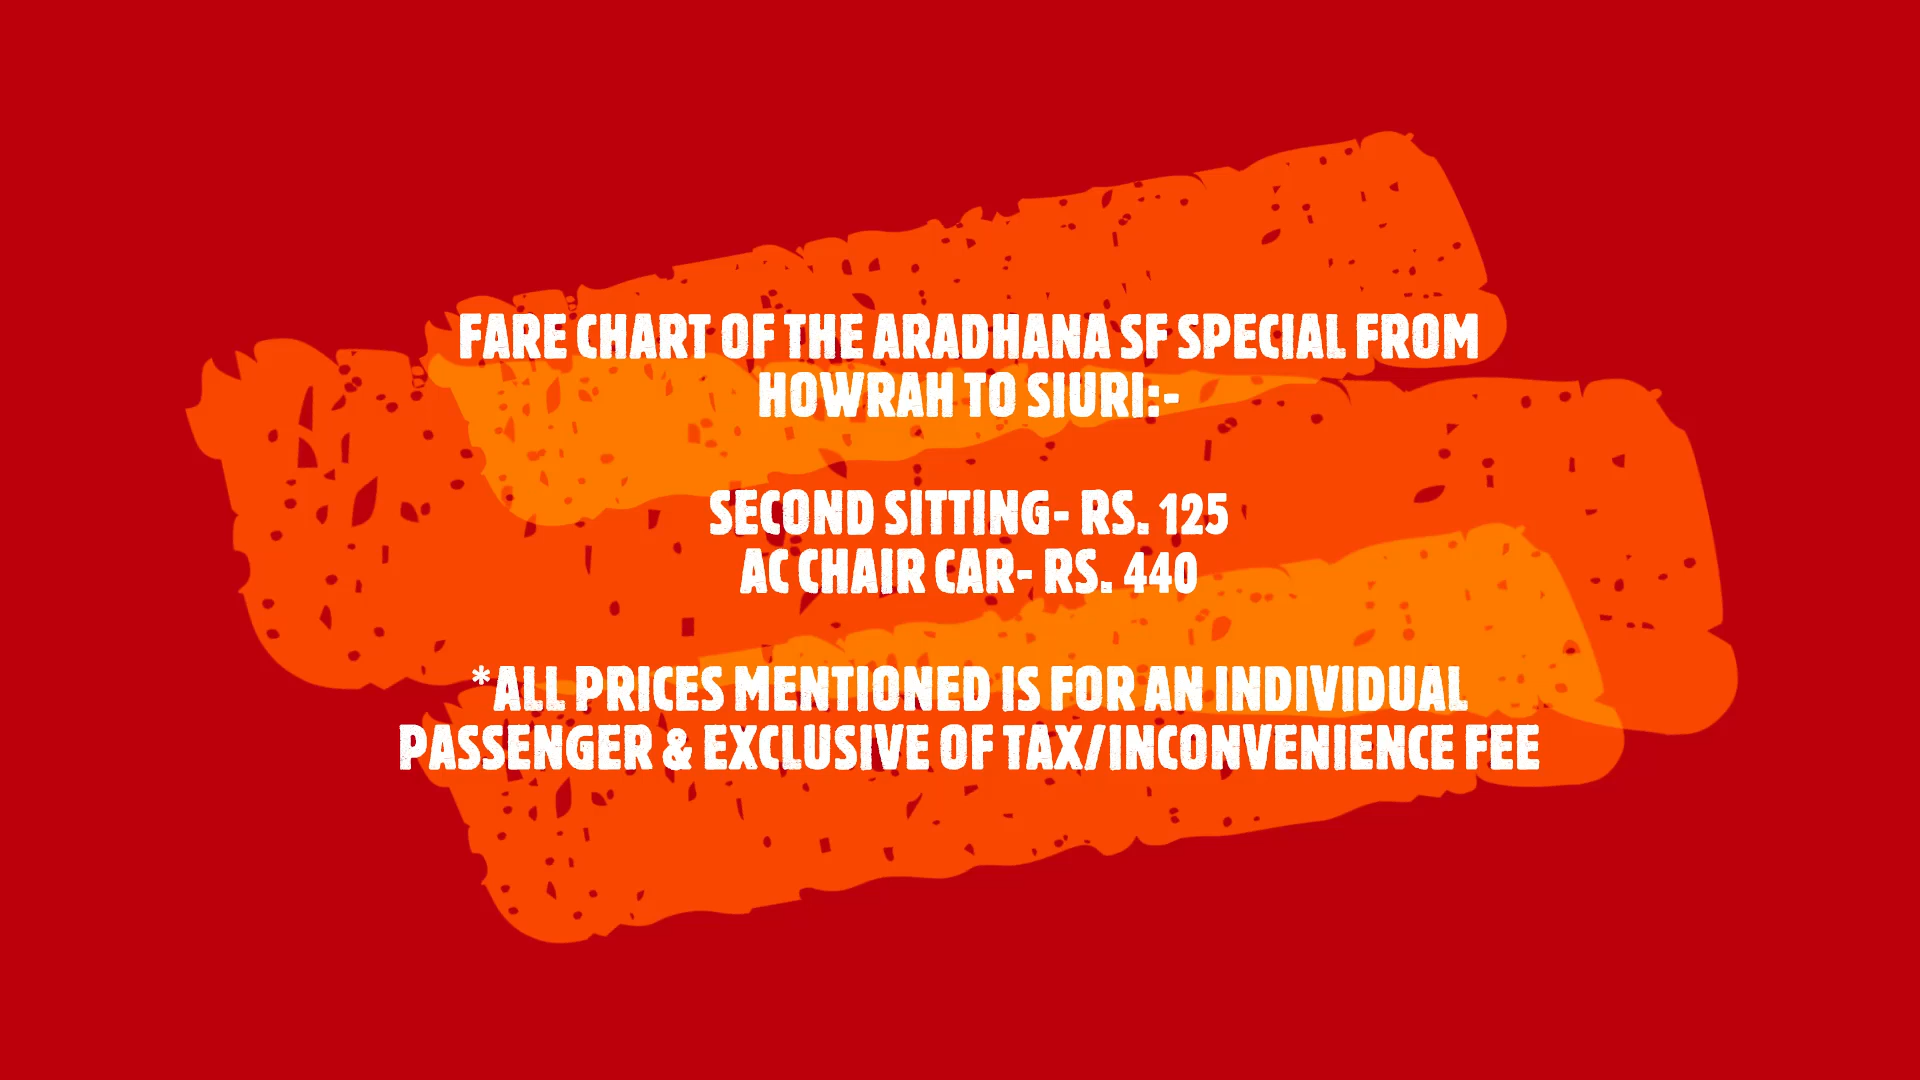 FARE CHART OF THE ARADHANA SF SPECIAL FROM
HOWRAH TO SIURI:-
SECOND SITTING- RS. 125
AC CHAIR CAR- RS. 440
*ALL PRICES MENTIONED IS FOR AN INDIVIDUAL
PASSENGER & EXCLUSIVE OF TAX/INCONVENIENCE FEE